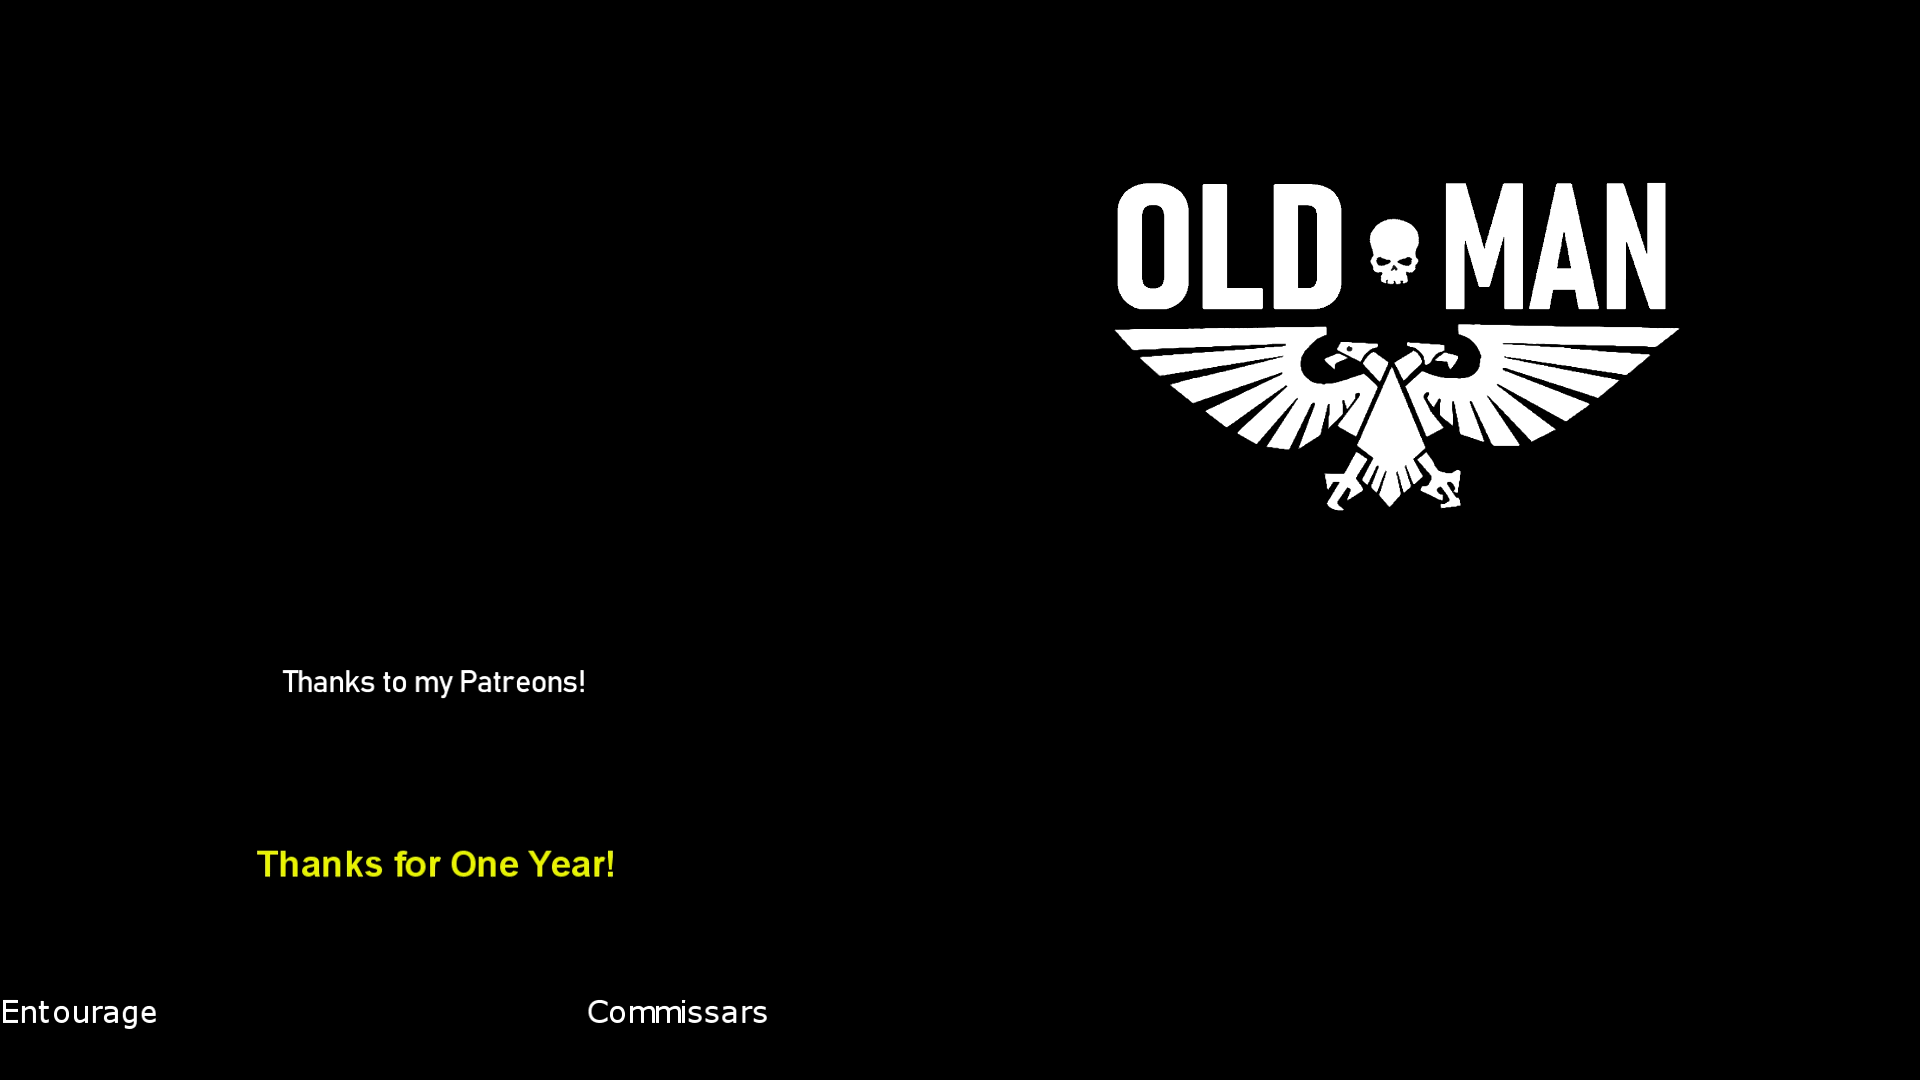 OLD MAN
Thanks to my Patreons!
Thanks for One Year!
Entourage
Commissars